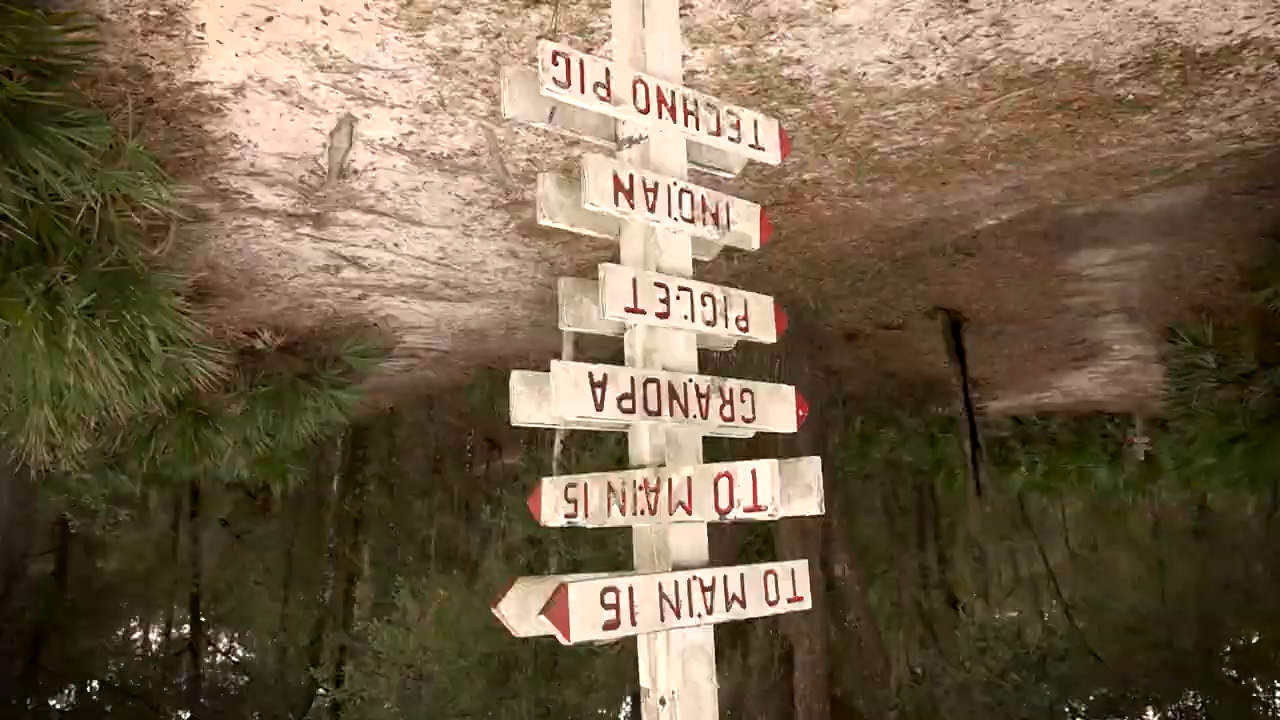 TO MAIN 16
TO MAIN 15
GRANDPA
PIGLET
INDIAN
TECHNO PIG